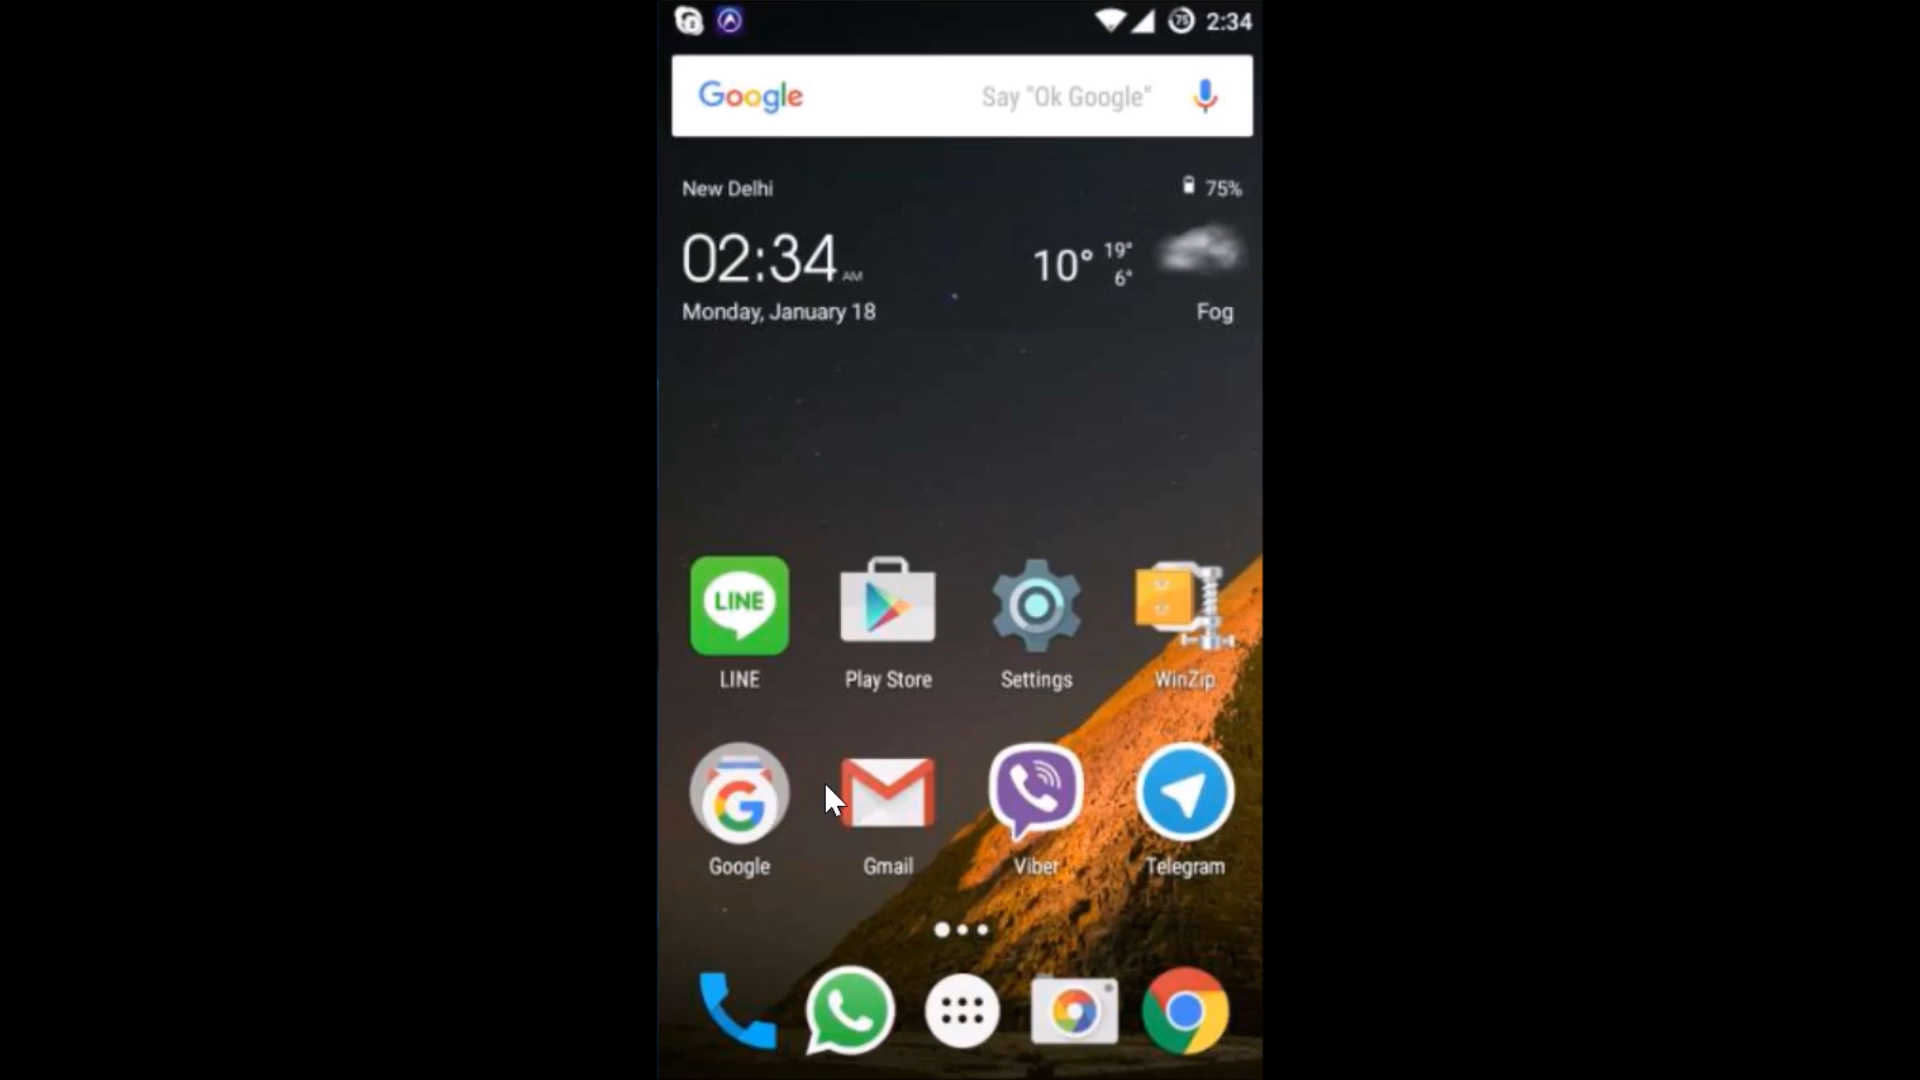 75 2:34
Google Say "Ok Google"
New Delhi 75%
02:34 AM 10° 19° 6°
Monday, January 18 Fog
LINE
LINE Play Store Settings WinZip
G
Google Gmail Viber Telegram